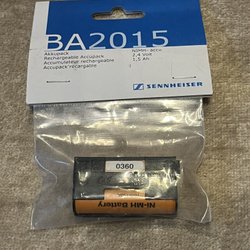 BA2015
Akkupack
Rechargeable Accupack
Accumulateur rechargeable
Accupack récargable
NiMH- accu
2,4 Volt
1,5 Ah
SENNHEISER
0360
Ni-MH Battery